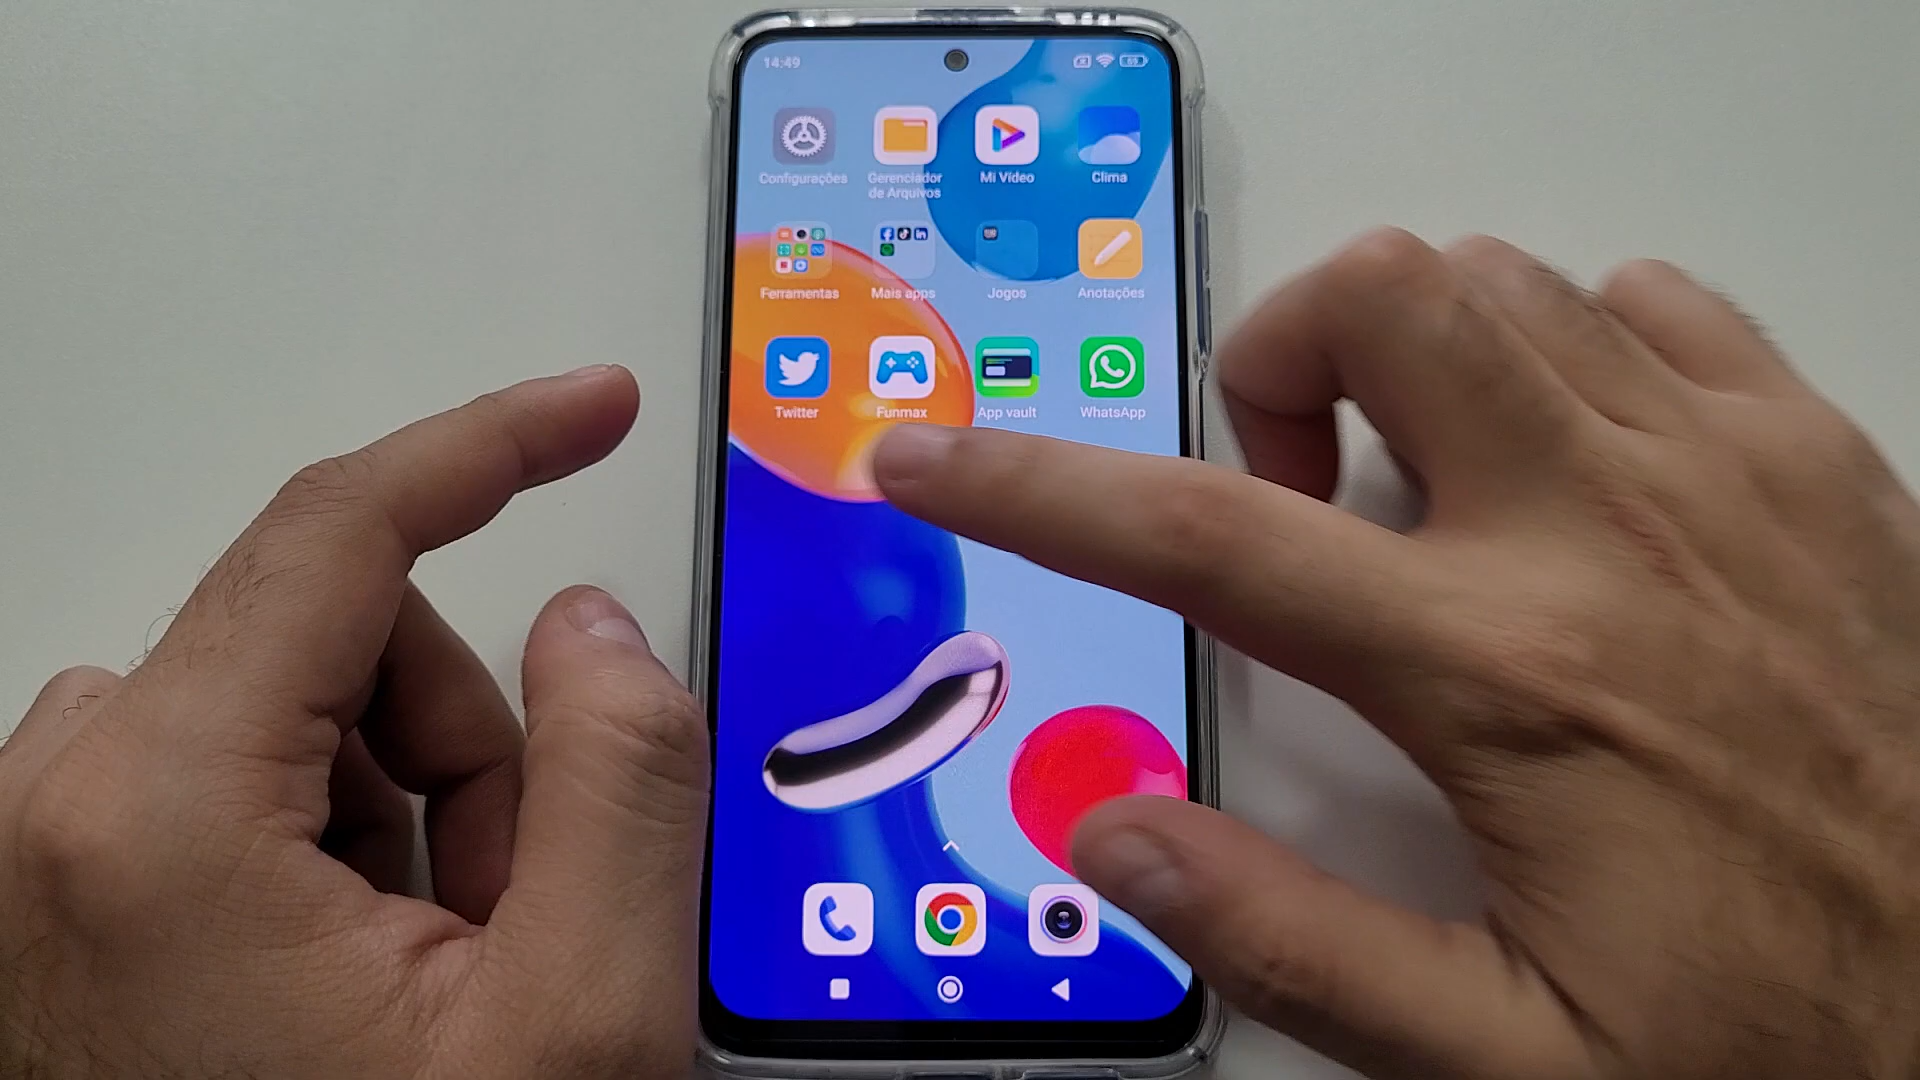 14:49
Configurações
Gerenciador
de Arquivos
Mi Vídeo
Clima
Ferramentas
Mais apps
Jogos
Anotações
Twitter
Funmax
App vault
WhatsApp